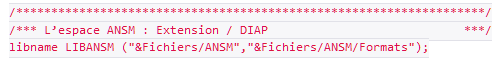 /******************************************************************/
/*** L’espace ANSM : Extension / DIAP                           ***/
libname LIBANSM ("&Fichiers/ANSM","&Fichiers/ANSM/Formats");